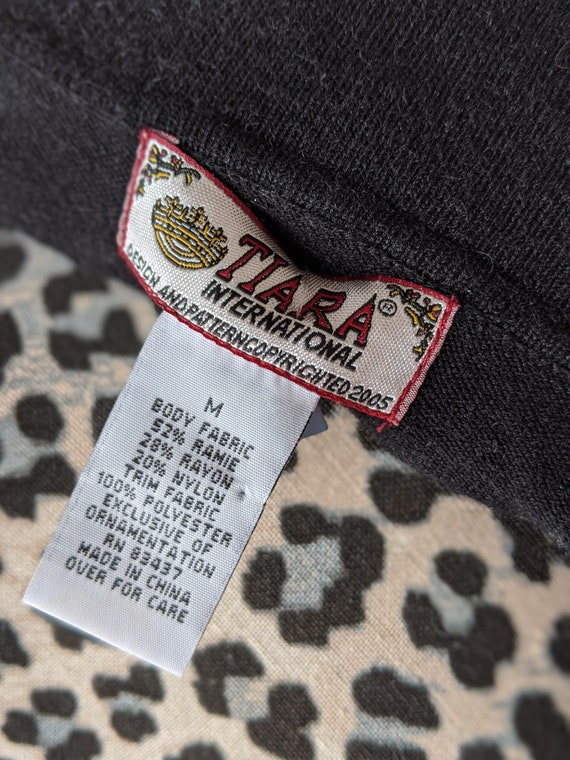 TIARA®
INTERNATIONAL
DESIGN AND PATTERN COPYRIGHTED 2005
M
BODY FABRIC
52% RAMIE
28% RAYON
20% NYLON
TRIM FABRIC
100% POLYESTER
EXCLUSIVE OF
ORNAMENTATION
RN 83437
MADE IN CHINA
OVER FOR CARE